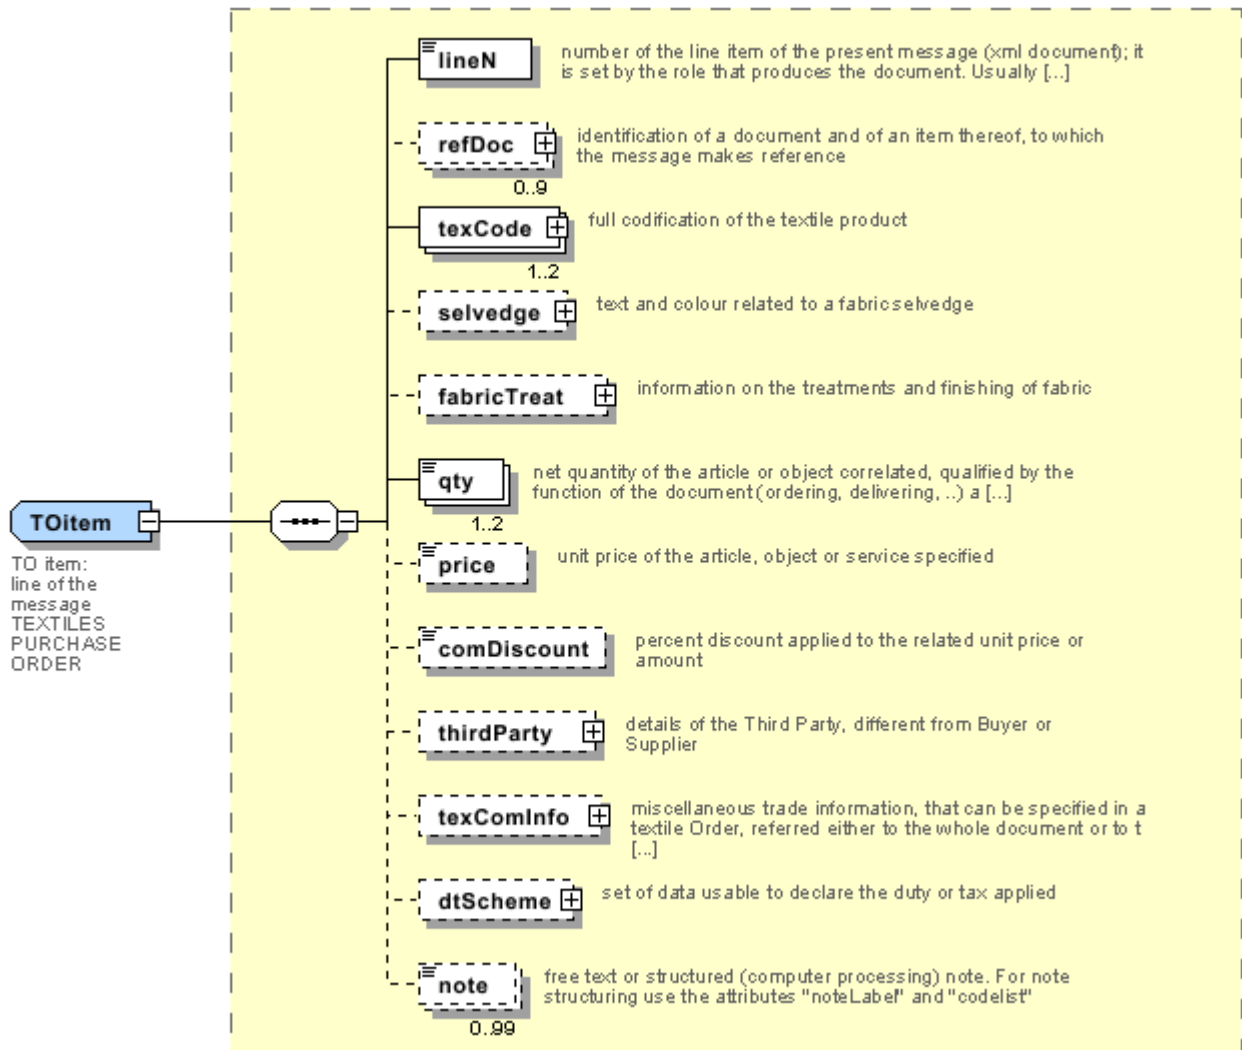 lineN
number of the line item of the present message (xml document); it
is set by the role that produces the document. Usually [...]
refDoc
identification of a document and of an item thereof, to which
the message makes reference
0..9
texCode
full codification of the textile product
1..2
selvedge
text and colour related to a fabric selvedge
fabricTreat
information on the treatments and finishing of fabric
qty
net quantity of the article or object correlated, qualified by the
function of the document (ordering, delivering, ..) a [...]
1..2
TOitem
TO item:
line of the
message
TEXTILES
PURCHASE
ORDER
price
unit price of the article, object or service specified
comDiscount
percent discount applied to the related unit price or
amount
thirdParty
details of the Third Party, different from Buyer or
Supplier
texComInfo
miscellaneous trade information, that can be specified in a
textile Order, referred either to the whole document or to t
[...]
dtScheme
set of data usable to declare the duty or tax applied
note
free text or structured (computer processing) note. For note
structuring use the attributes "noteLabel" and "codelist"
0..99